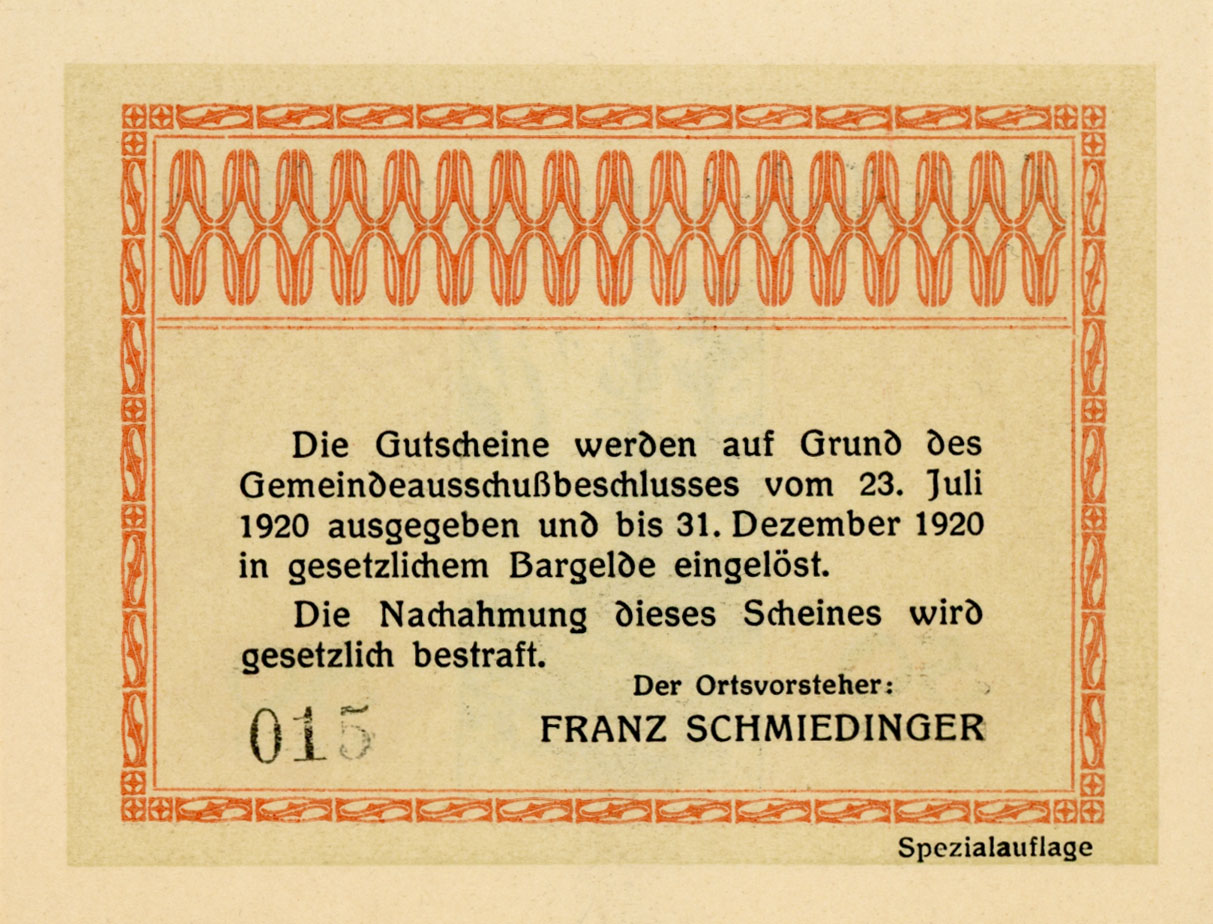 Die Gutscheine werden auf Grund des
Gemeindeausschußbeschlusses vom 23. Juli
1920 ausgegeben und bis 31. Dezember 1920
in gesetzlichem Bargelde eingelöst.
Die Nachahmung dieses Scheines wird
gesetzlich bestraft.
Der Ortsvorsteher:
015 FRANZ SCHMIEDINGER
Spezialauflage